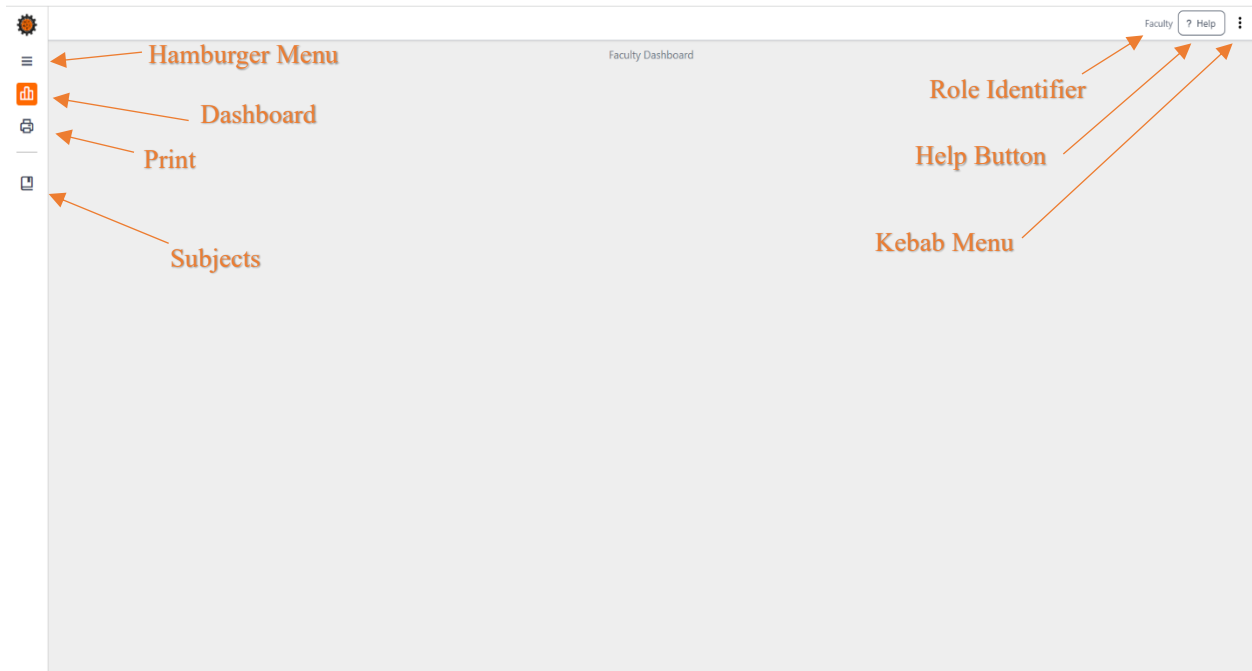 Faculty
? Help
Hamburger Menu
Faculty Dashboard
Role Identifier
Dashboard
Print
Help Button
Kebab Menu
Subjects